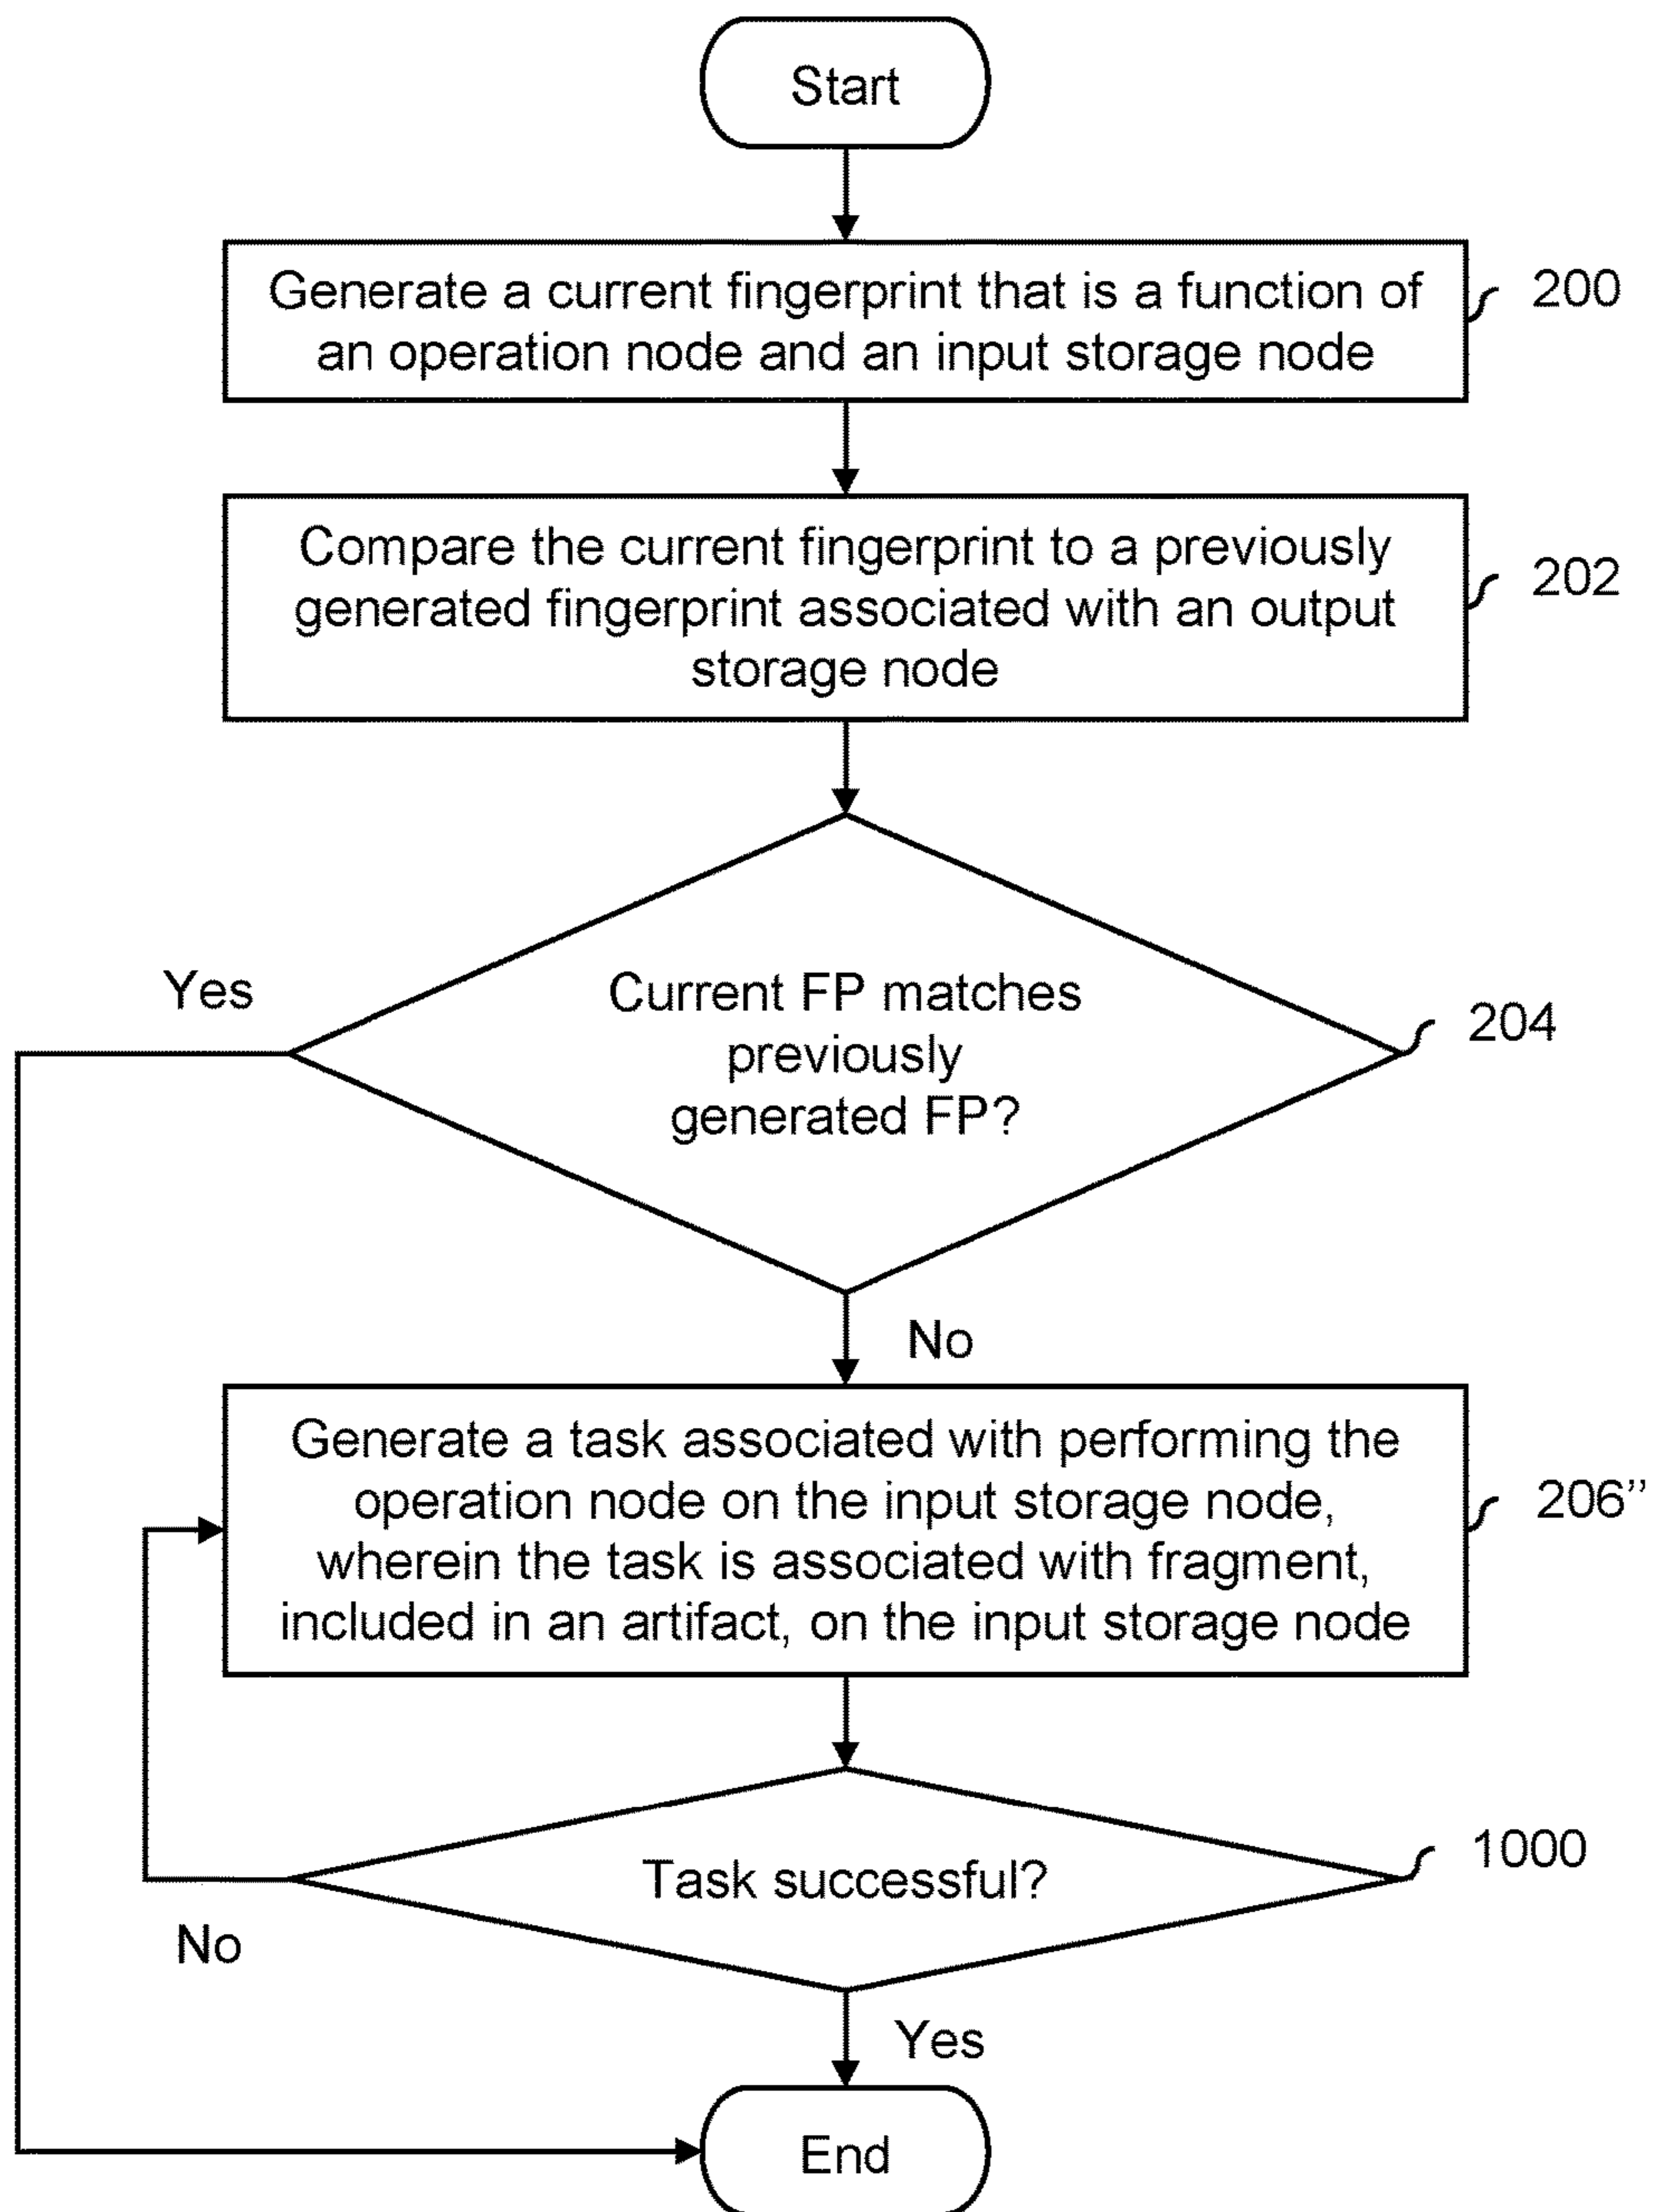 Start
Generate a current fingerprint that is a function of
an operation node and an input storage node
200
Compare the current fingerprint to a previously
generated fingerprint associated with an output
storage node
202
Yes
Current FP matches
previously
generated FP?
204
No
Generate a task associated with performing the
operation node on the input storage node,
wherein the task is associated with fragment,
included in an artifact, on the input storage node
206’’
Task successful?
1000
No
Yes
End